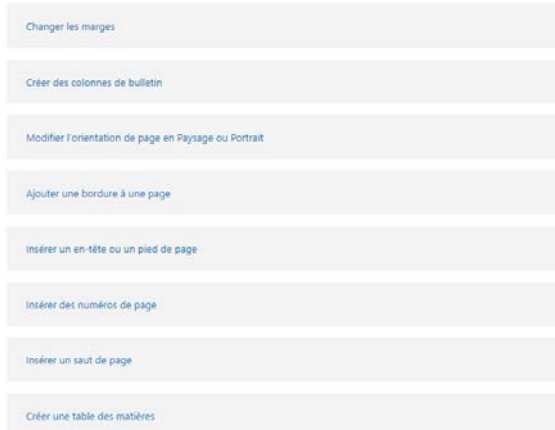 Changer les marges
Créer des colonnes de bulletin
Modifier l'orientation de page en Paysage ou Portrait
Ajouter une bordure à une page
Insérer un en-tête ou un pied de page
Insérer des numéros de page
Insérer un saut de page
Créer une table des matières